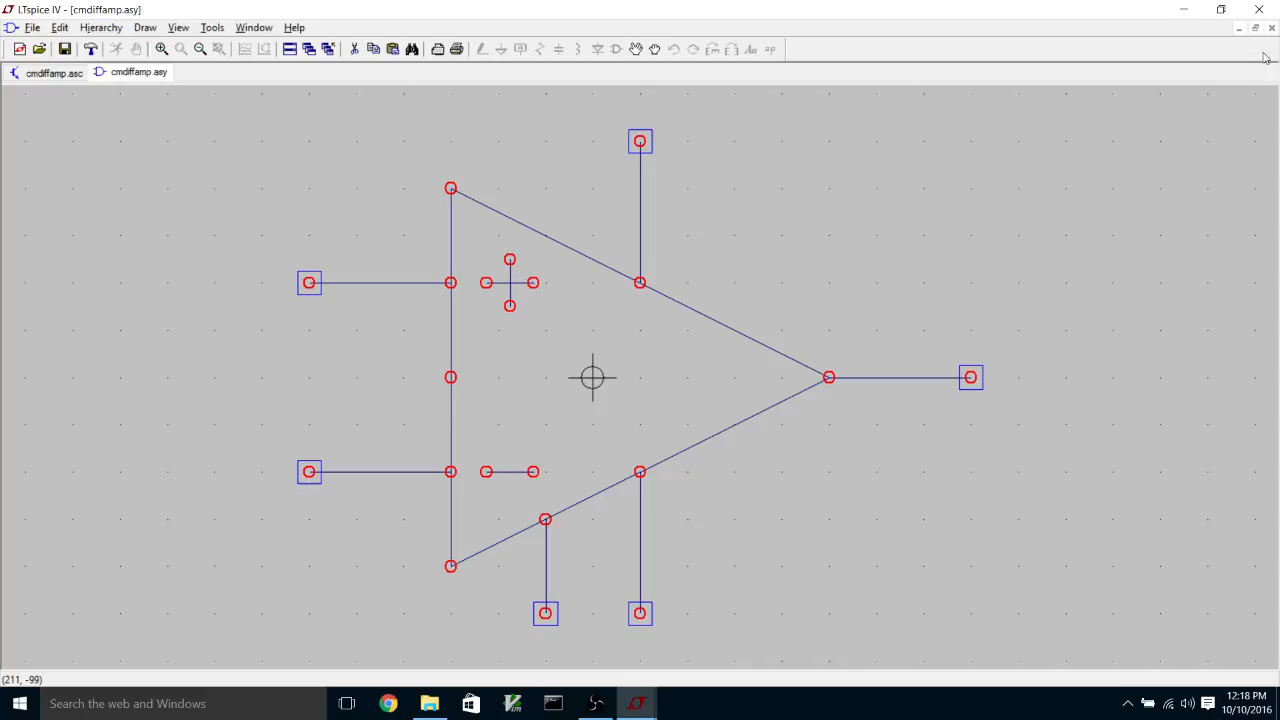 LTspice IV - [cmdiffamp.asy]
File Edit Hierarchy Draw View Tools Window Help
cmdiffamp.asc cmdiffamp.asy
(211, -99)
Search the web and Windows
12:18 PM
10/10/2016